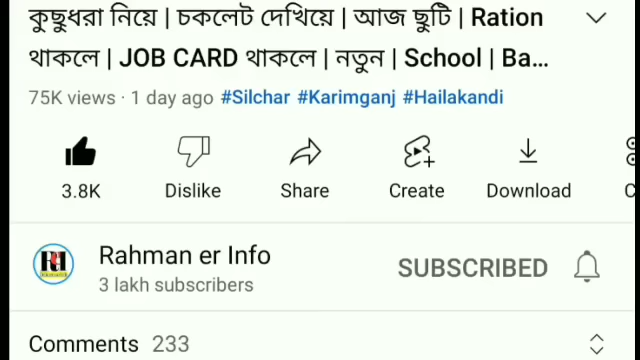 কুছুধরা নিয়ে | চকলেট দেখিয়ে | আজ ছুটি | Ration
থাকলে | JOB CARD থাকলে | নতুন | School | Ba...
75K views · 1 day ago #Silchar #Karimganj #Hailakandi
3.8K Dislike Share Create Download
Rahman er Info
3 lakh subscribers
SUBSCRIBED
Comments 233